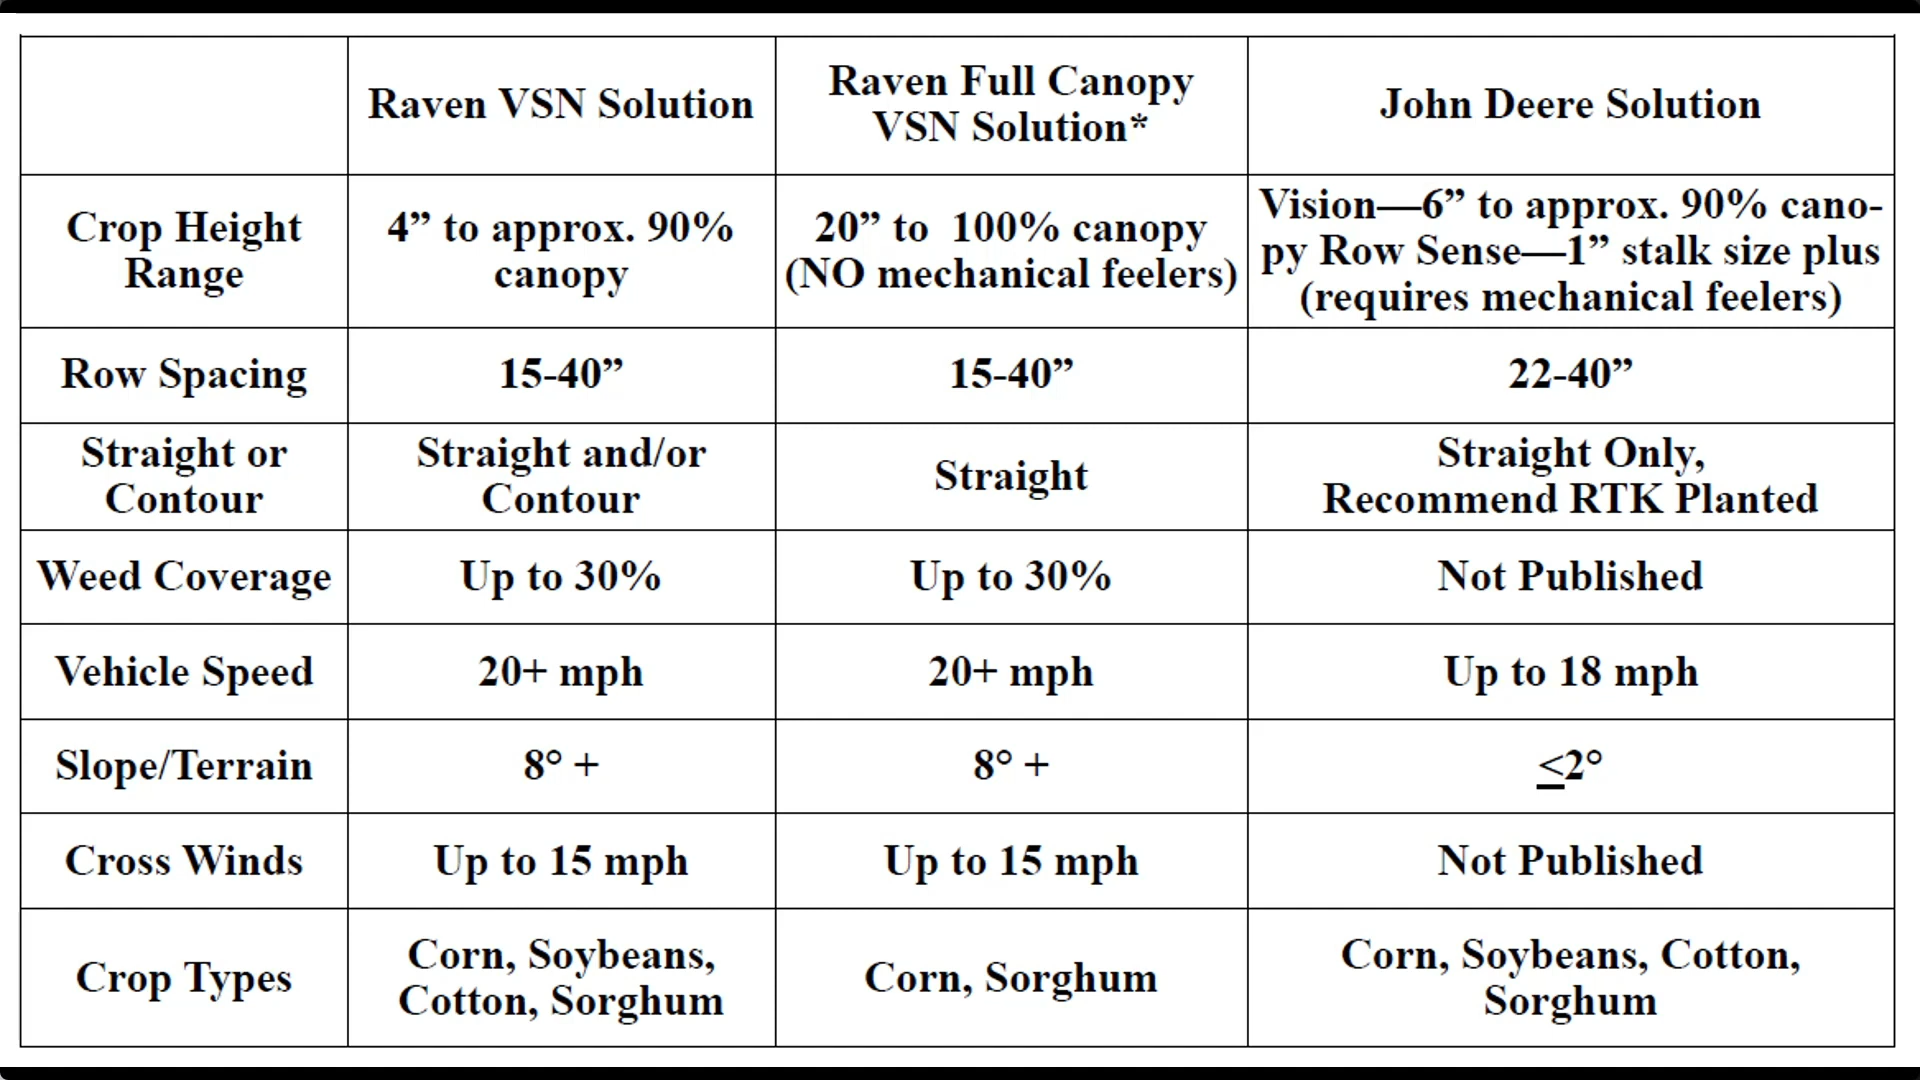 Raven VSN Solution
Raven Full Canopy
VSN Solution*
John Deere Solution
Crop Height
Range
4” to approx. 90%
canopy
20” to  100% canopy
(NO mechanical feelers)
Vision—6” to approx. 90% cano-
py Row Sense—1” stalk size plus
(requires mechanical feelers)
Row Spacing
15-40”
15-40”
22-40”
Straight or
Contour
Straight and/or
Contour
Straight
Straight Only,
Recommend RTK Planted
Weed Coverage
Up to 30%
Up to 30%
Not Published
Vehicle Speed
20+ mph
20+ mph
Up to 18 mph
Slope/Terrain
8° +
8° +
≤2°
Cross Winds
Up to 15 mph
Up to 15 mph
Not Published
Crop Types
Corn, Soybeans,
Cotton, Sorghum
Corn, Sorghum
Corn, Soybeans, Cotton,
Sorghum